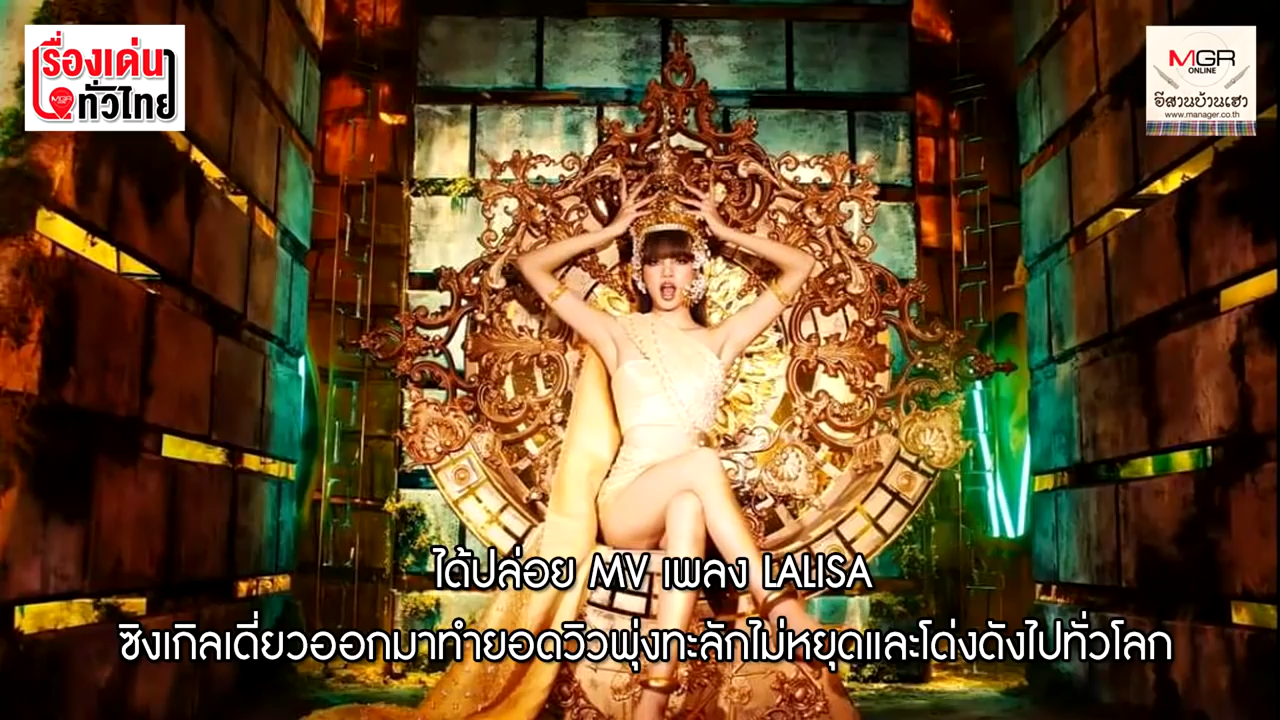 เรื่องเด่น
MGR
ทั่วไทย
MGR
ONLINE
อีสานบ้านเฮา
www.manager.co.th
ได้ปล่อย MV เพลง LALISA
ซิงเกิลเดี่ยวออกมาทำยอดวิวพุ่งทะลักไม่หยุดและโด่งดังไปทั่วโลก